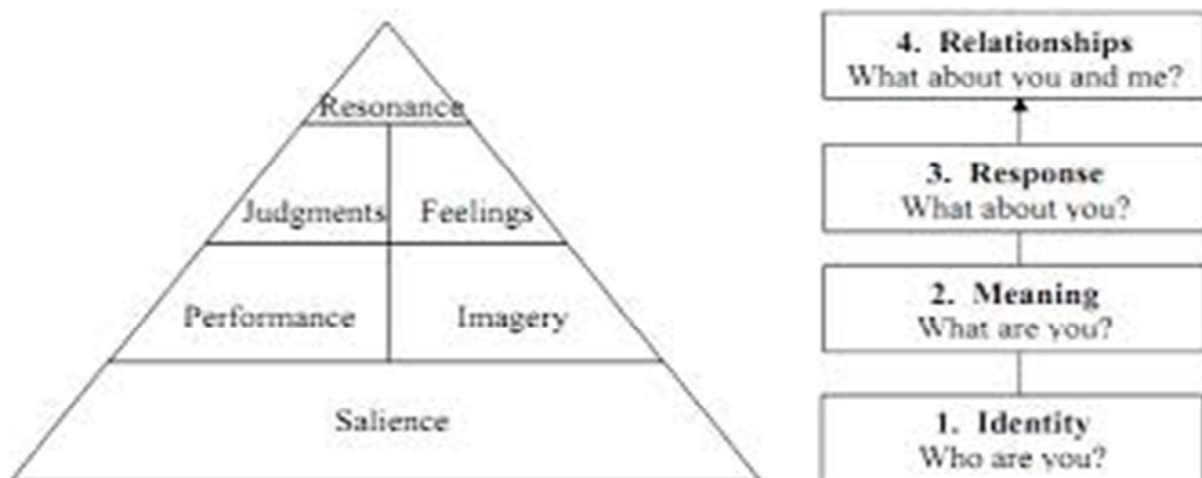 Resonance
Judgments
Feelings
Performance
Imagery
Salience
4. Relationships
What about you and me?
3. Response
What about you?
2. Meaning
What are you?
1. Identity
Who are you?